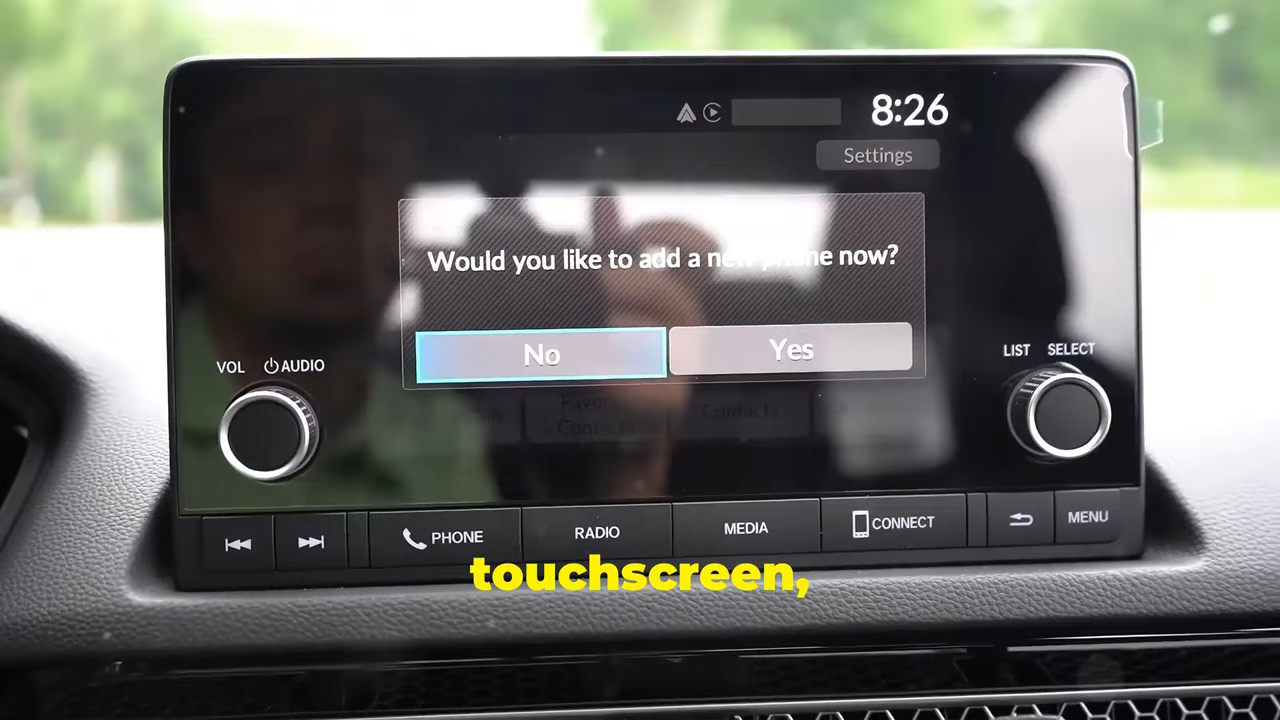 8:26
Settings
Would you like to add a new phone now?
No
Yes
Contacts
VOL AUDIO
LIST SELECT
PHONE
RADIO
MEDIA
CONNECT
MENU
touchscreen,